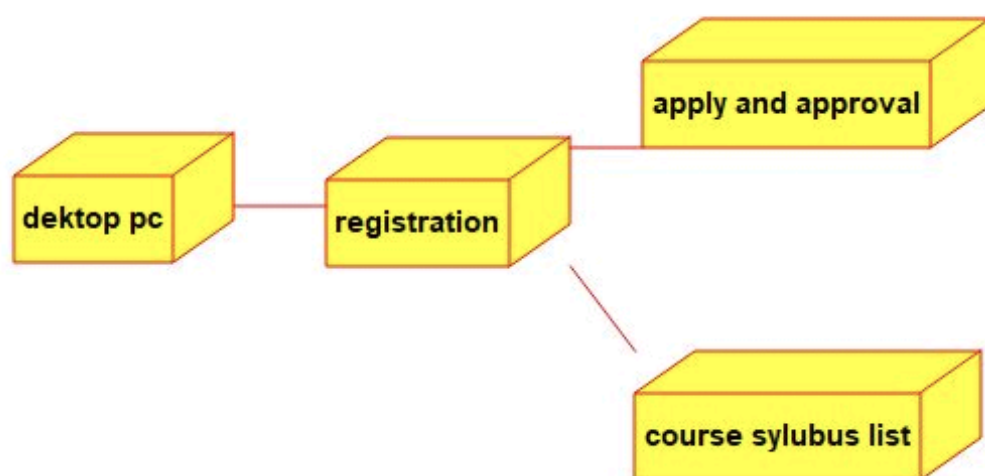 apply and approval
dektop pc
registration
course sylubus list